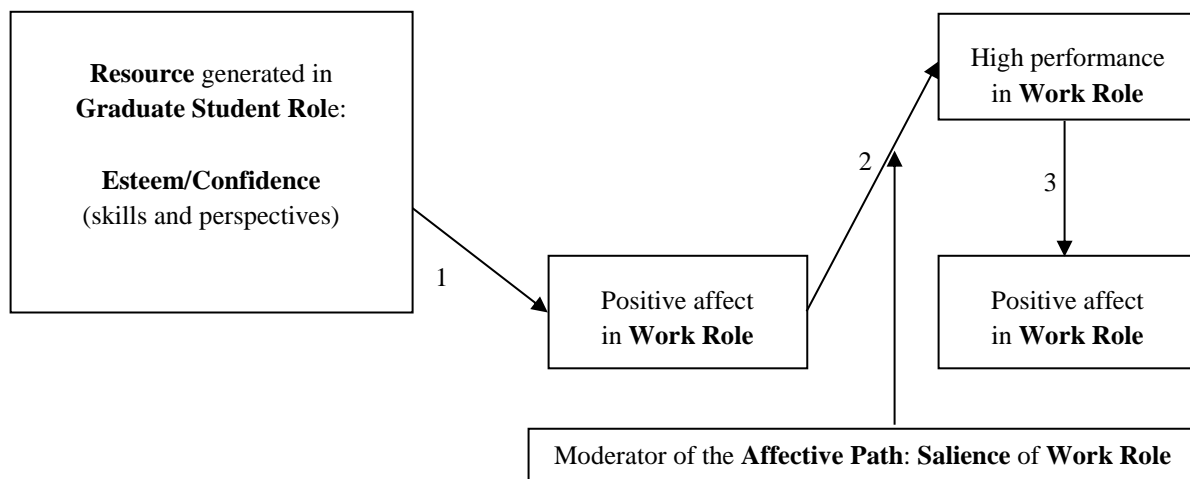 Resource generated in
Graduate Student Role:
Esteem/Confidence
(skills and perspectives)
1
Positive affect
in Work Role
2
High performance
in Work Role
3
Positive affect
in Work Role
Moderator of the Affective Path: Salience of Work Role